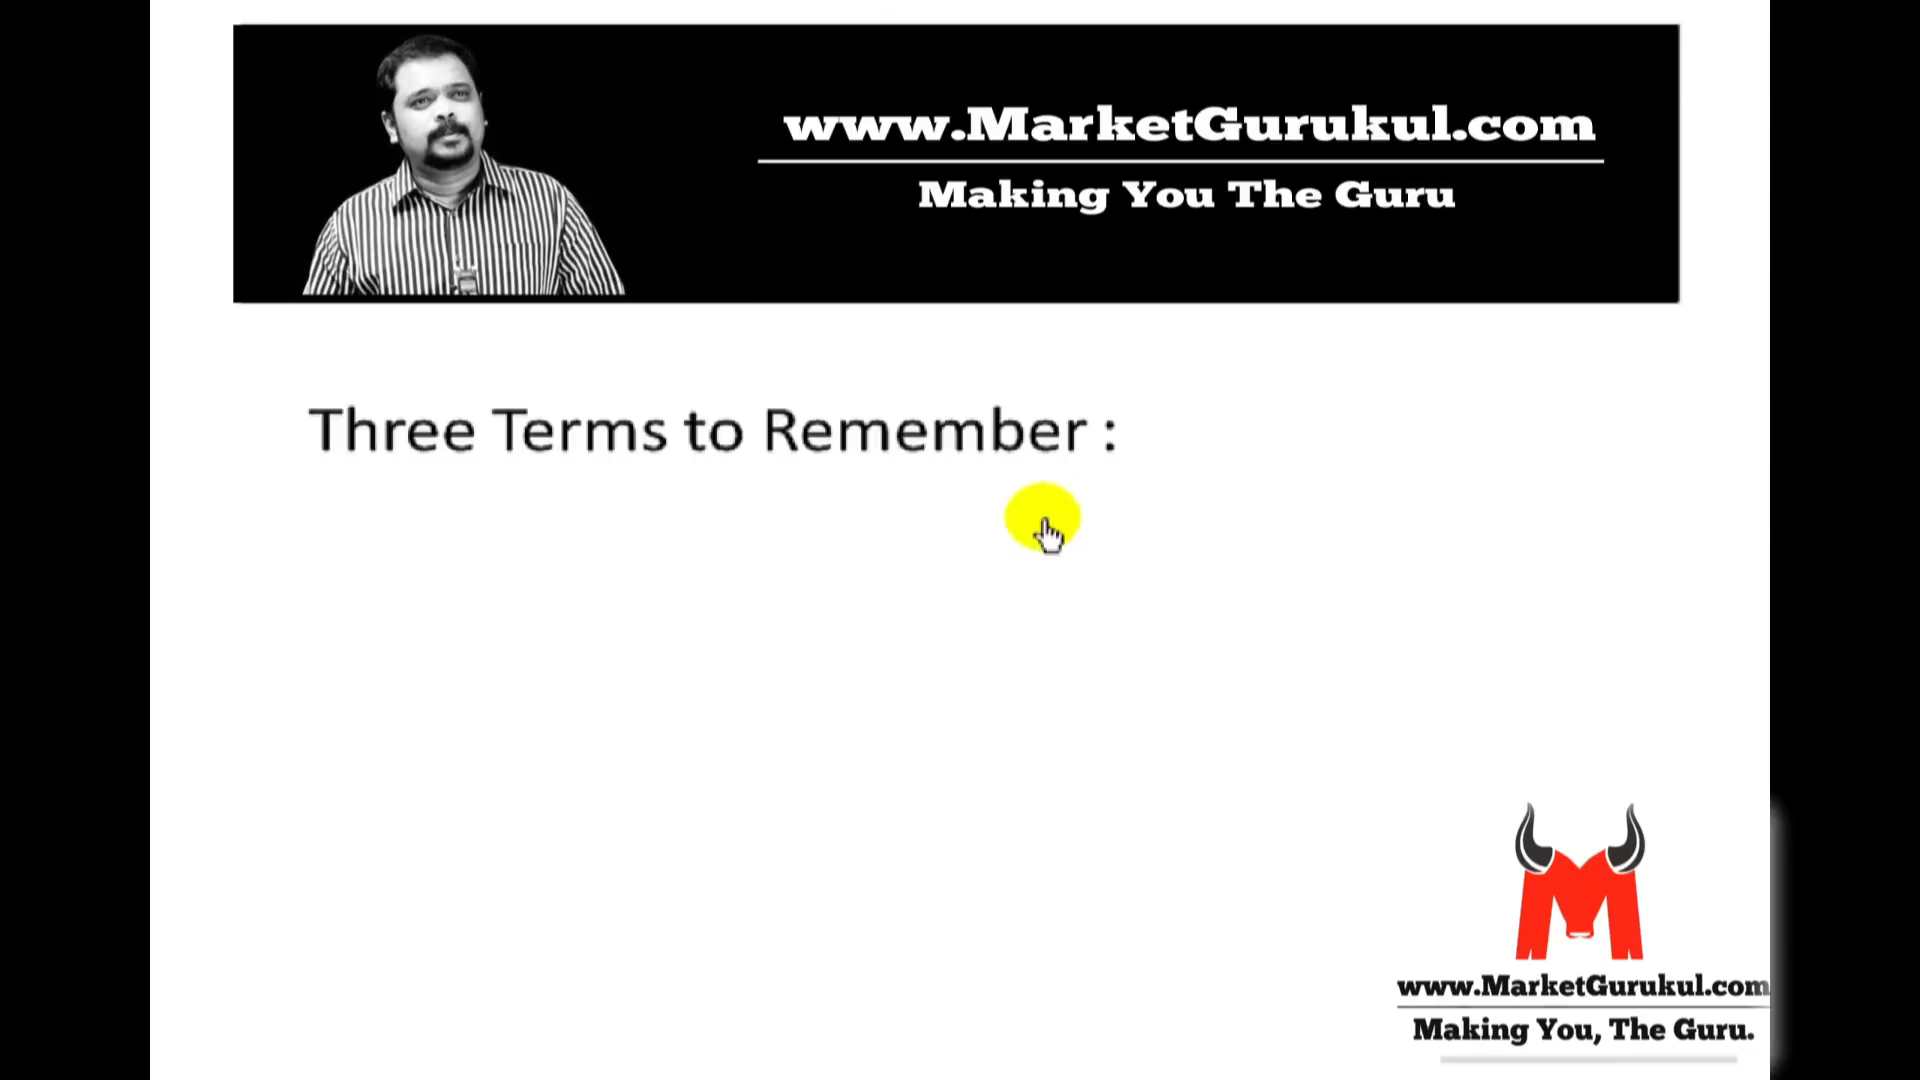 www.MarketGurukul.com
Making You The Guru
Three Terms to Remember :
www.MarketGurukul.com
Making You, The Guru.